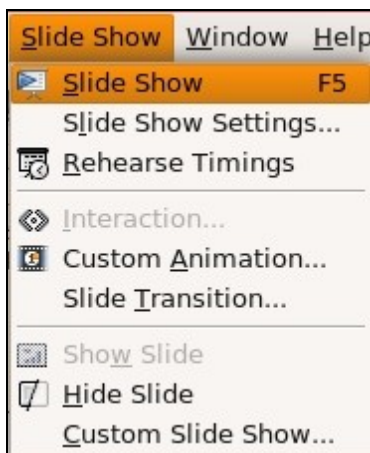 Slide Show Window Help
Slide Show F5
Slide Show Settings...
Rehearse Timings
Interaction...
Custom Animation...
Slide Transition...
Show Slide
Hide Slide
Custom Slide Show...